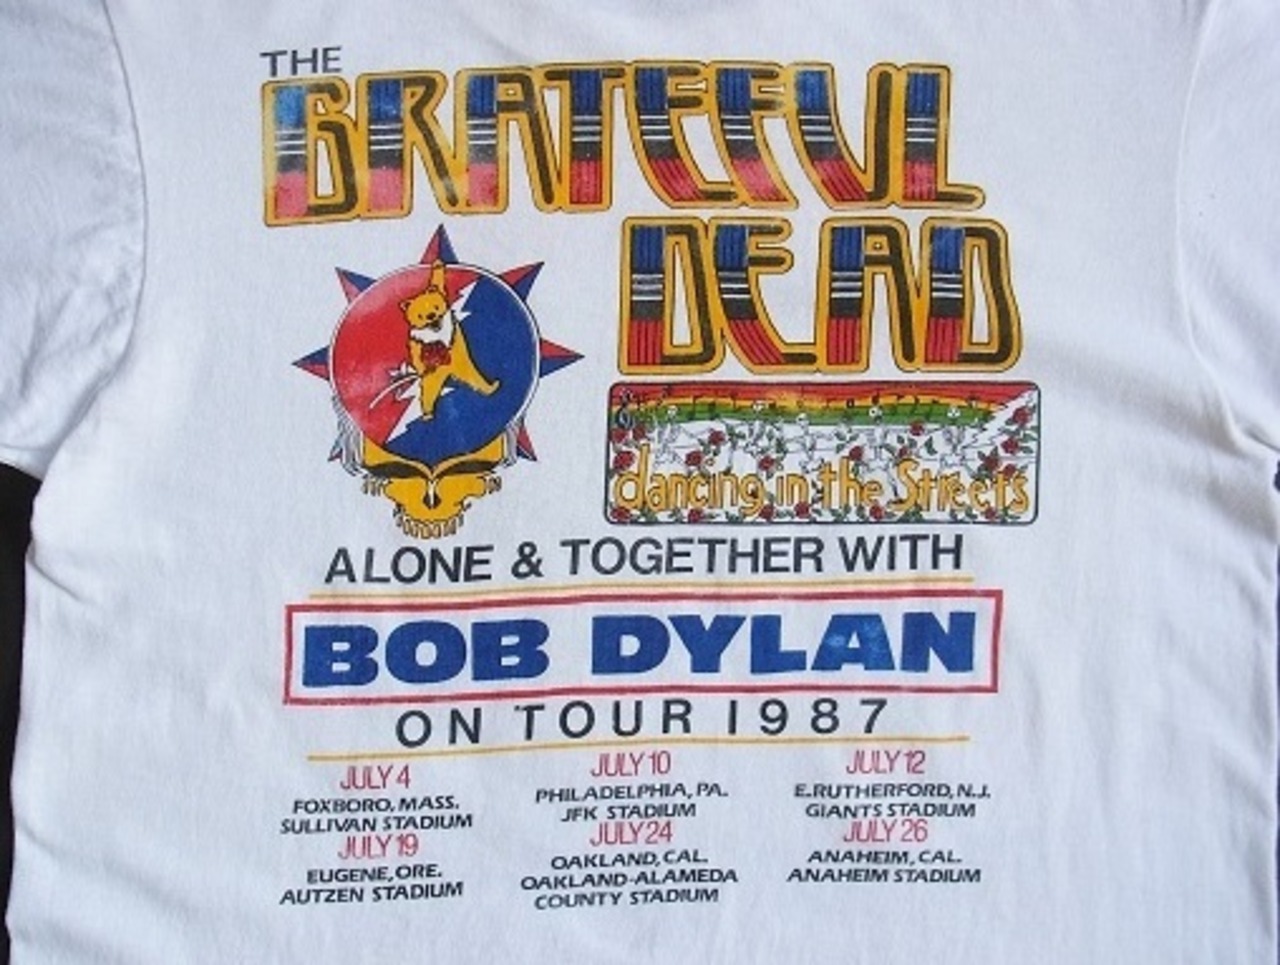 THE
GRATEFUL
DEAD
dancing in the Streets
ALONE & TOGETHER WITH
BOB DYLAN
ON TOUR 1987
JULY 4
FOXBORO, MASS.
SULLIVAN STADIUM
JULY 10
PHILADELPHIA, PA.
JFK STADIUM
JULY 12
E.RUTHERFORD, N.J.
GIANTS STADIUM
JULY 19
EUGENE, ORE.
AUTZEN STADIUM
JULY 24
OAKLAND, CAL.
OAKLAND-ALAMEDA
COUNTY STADIUM
JULY 26
ANAHEIM, CAL.
ANAHEIM STADIUM